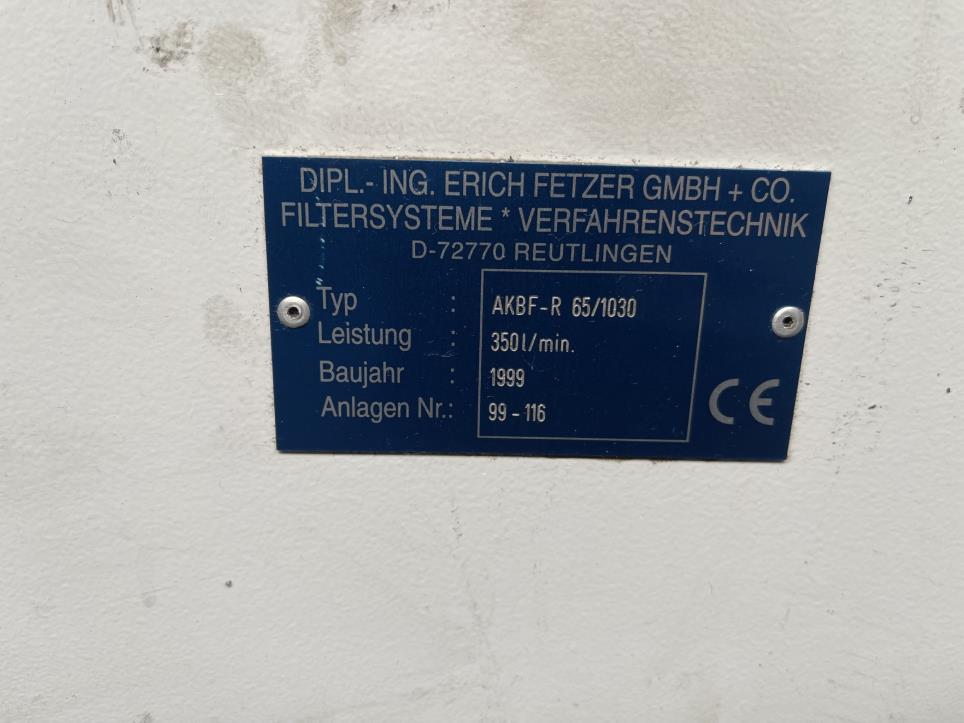 DIPL.- ING. ERICH FETZER GMBH + CO.
FILTERSYSTEME * VERFAHRENSTECHNIK
D-72770 REUTLINGEN
Typ : AKBF-R 65/1030
Leistung : 350l/min.
Baujahr : 1999
Anlagen Nr.: 99-116
CE